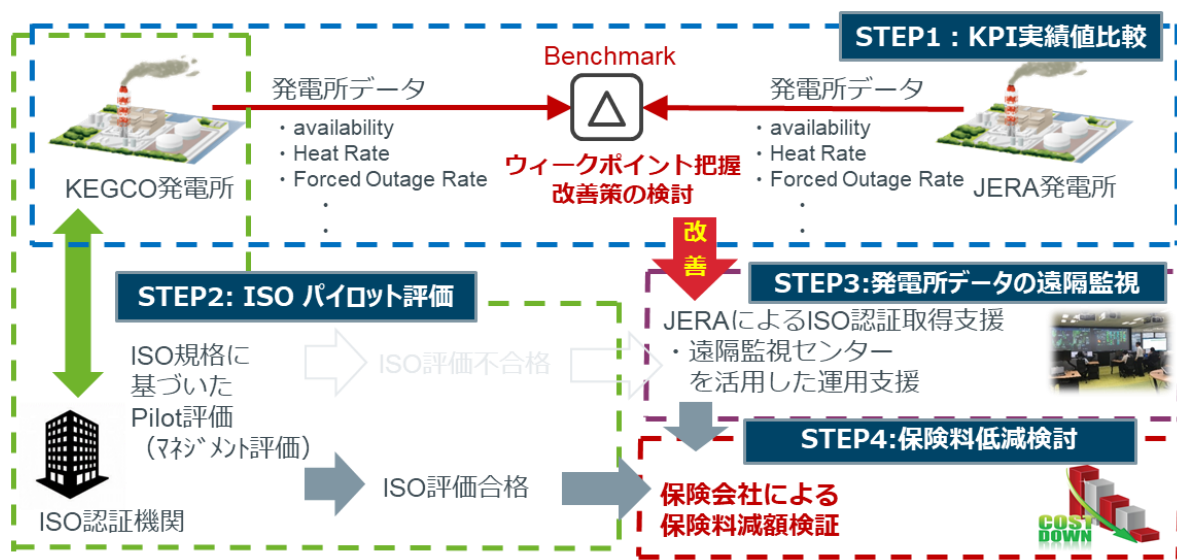 STEP1：KPI実績値比較
Benchmark
発電所データ
・availability
・Heat Rate
・Forced Outage Rate
・
・
KEGCO発電所
ウィークポイント把握
改善策の検討
発電所データ
・availability
・Heat Rate
・Forced Outage Rate
・
・
JERA発電所
改
善
STEP2: ISO パイロット評価
ISO規格に
基づいた
Pilot評価
（ﾏﾈｼﾞﾒﾝﾄ評価）
ISO評価不合格
ISO認証機関
ISO評価合格
STEP3:発電所データの遠隔監視
JERAによるISO認証取得支援
・遠隔監視センター
を活用した運用支援
STEP4:保険料低減検討
保険会社による
保険料減額検証
COST
DOWN